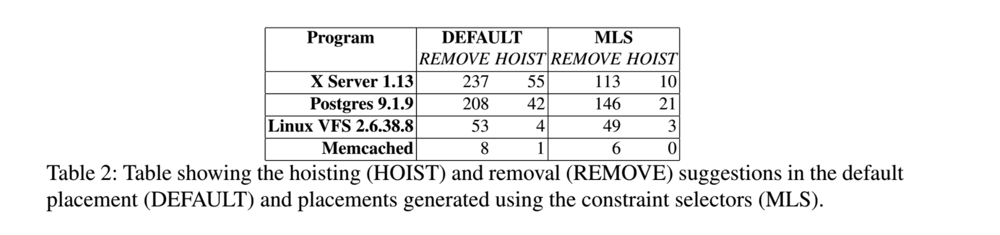 Program DEFAULT MLS
REMOVE HOIST REMOVE HOIST
X Server 1.13 237 55 113 10
Postgres 9.1.9 208 42 146 21
Linux VFS 2.6.38.8 53 4 49 3
Memcached 8 1 6 0
Table 2: Table showing the hoisting (HOIST) and removal (REMOVE) suggestions in the default
placement (DEFAULT) and placements generated using the constraint selectors (MLS).